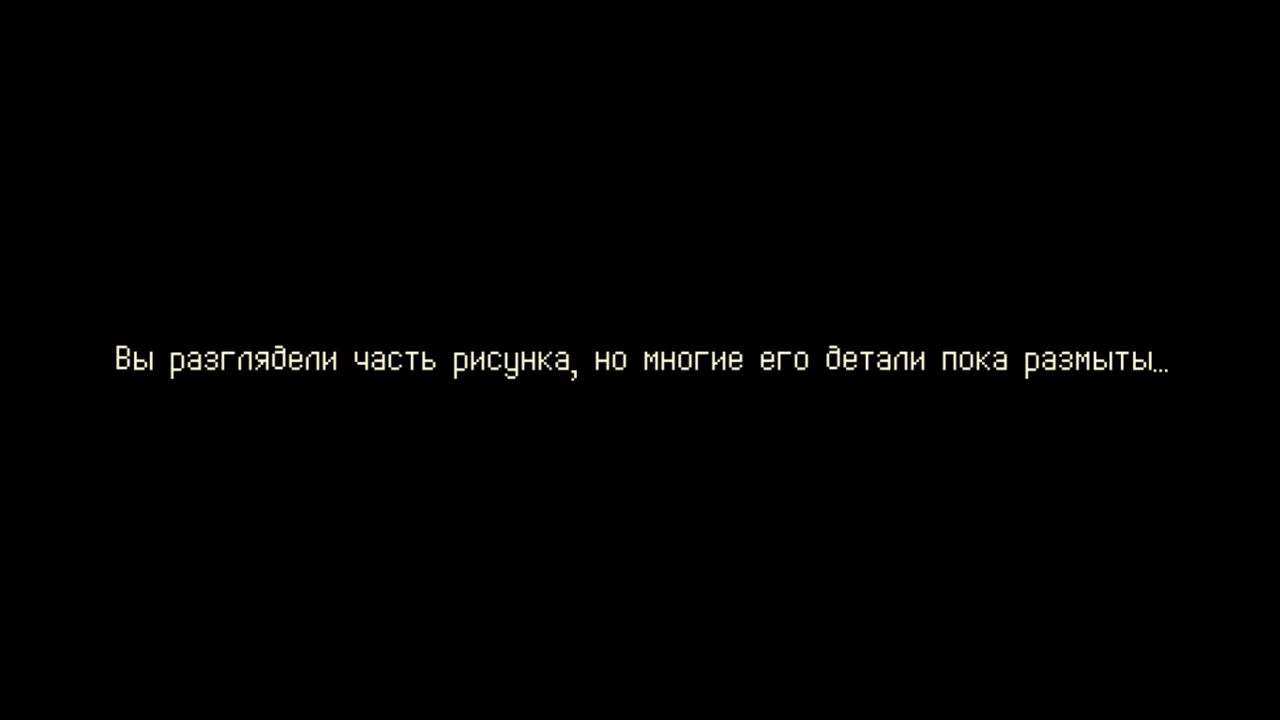 Вы разглядели часть рисунка, но многие его детали пока размыты...